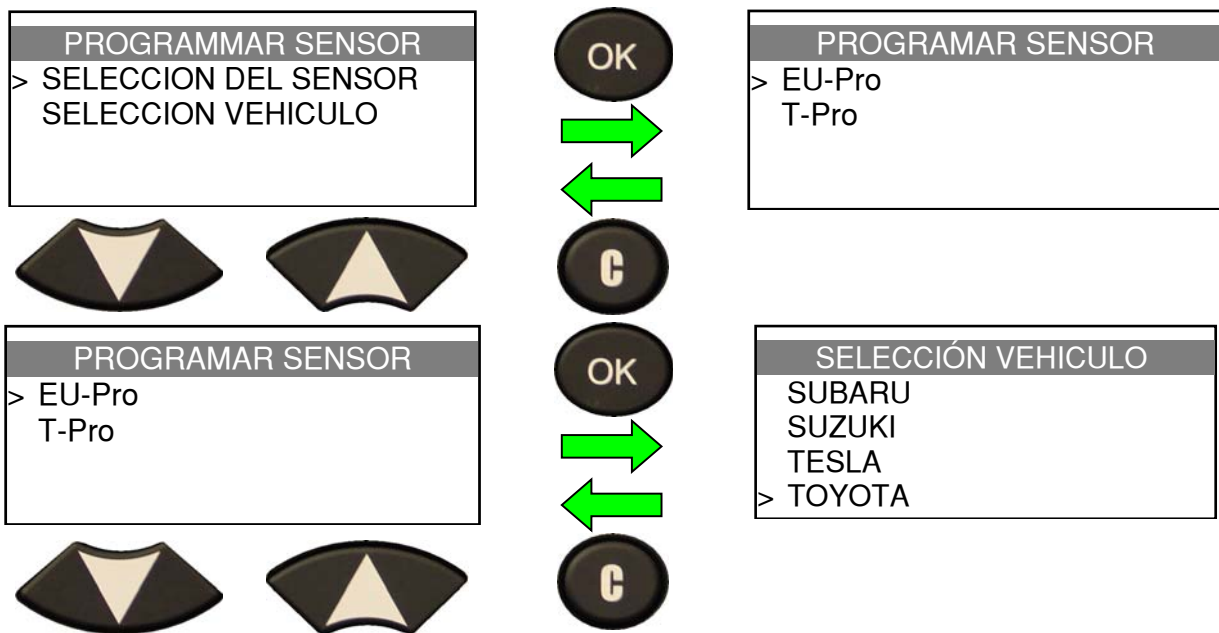 PROGRAMMAR SENSOR
> SELECCION DEL SENSOR
SELECCION VEHICULO
OK
PROGRAMAR SENSOR
> EU-Pro
T-Pro
C
PROGRAMAR SENSOR
> EU-Pro
T-Pro
OK
SELECCIÓN VEHICULO
SUBARU
SUZUKI
TESLA
> TOYOTA
C